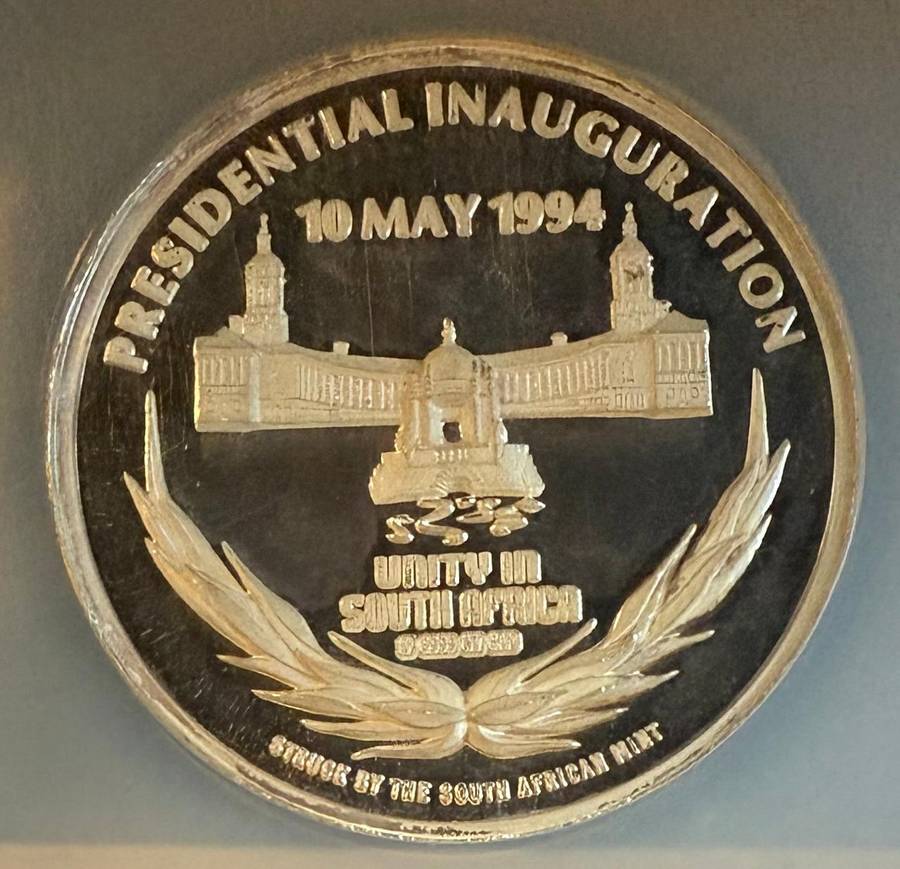 PRESIDENTIAL INAUGURATION
10 MAY 1994
UNITY IN
SOUTH AFRICA
STRUCK BY THE SOUTH AFRICAN MINT